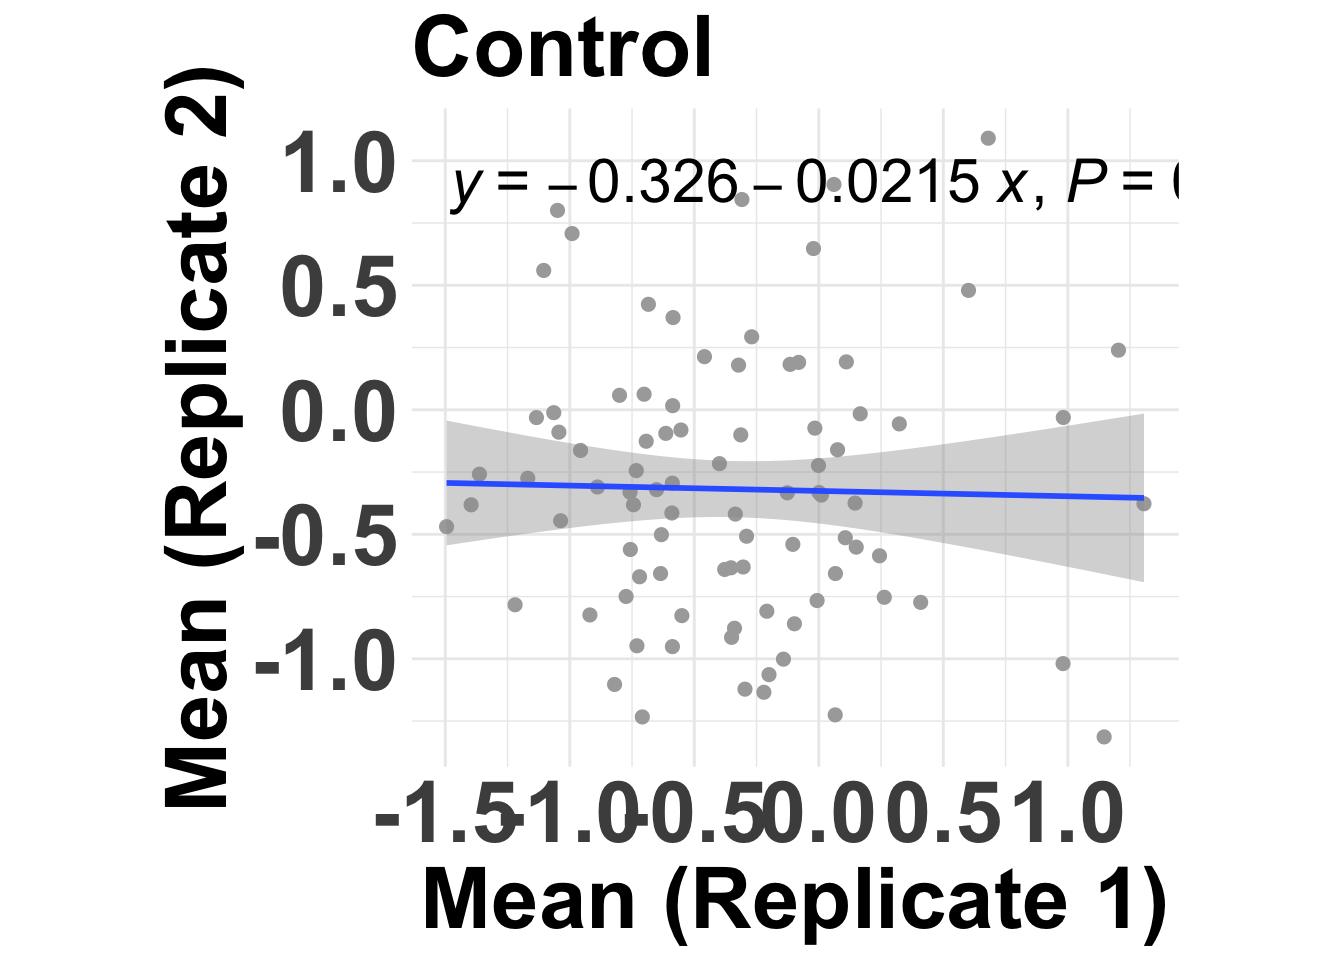 Control
Mean (Replicate 2)
1.0
0.5
0.0
-0.5
-1.0
y = −0.326 − 0.0215 x, P =
-1.5 -1.0 -0.5 0.0 0.5 1.0
Mean (Replicate 1)